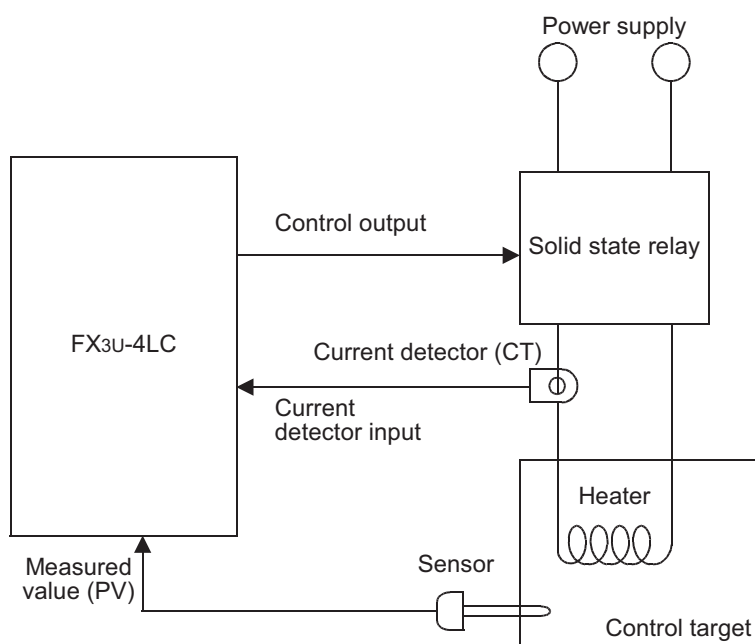 Power supply
Control output
Solid state relay
FX3U-4LC
Current detector (CT)
Current
detector input
Heater
Measured
value (PV)
Sensor
Control target